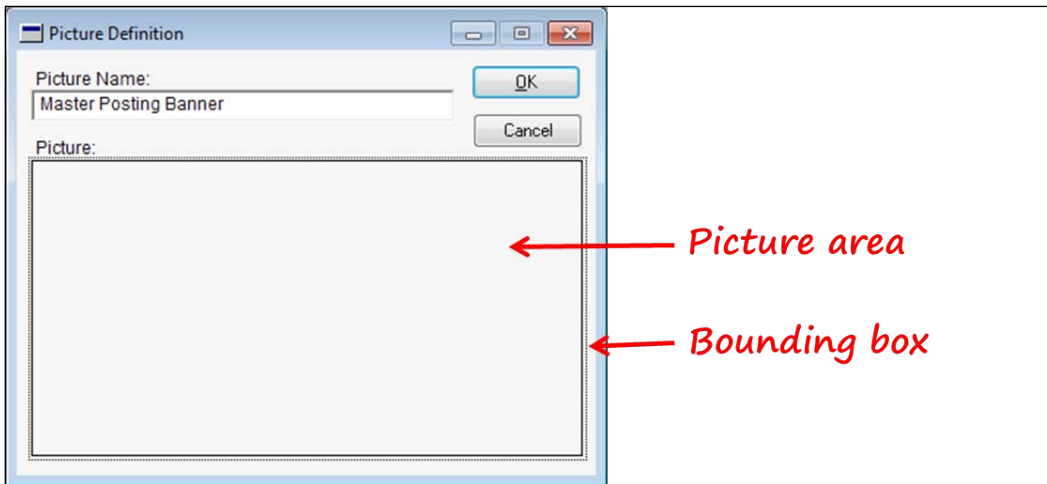 Picture Definition
Picture Name:
OK
Master Posting Banner
Cancel
Picture:
Picture area
Bounding box